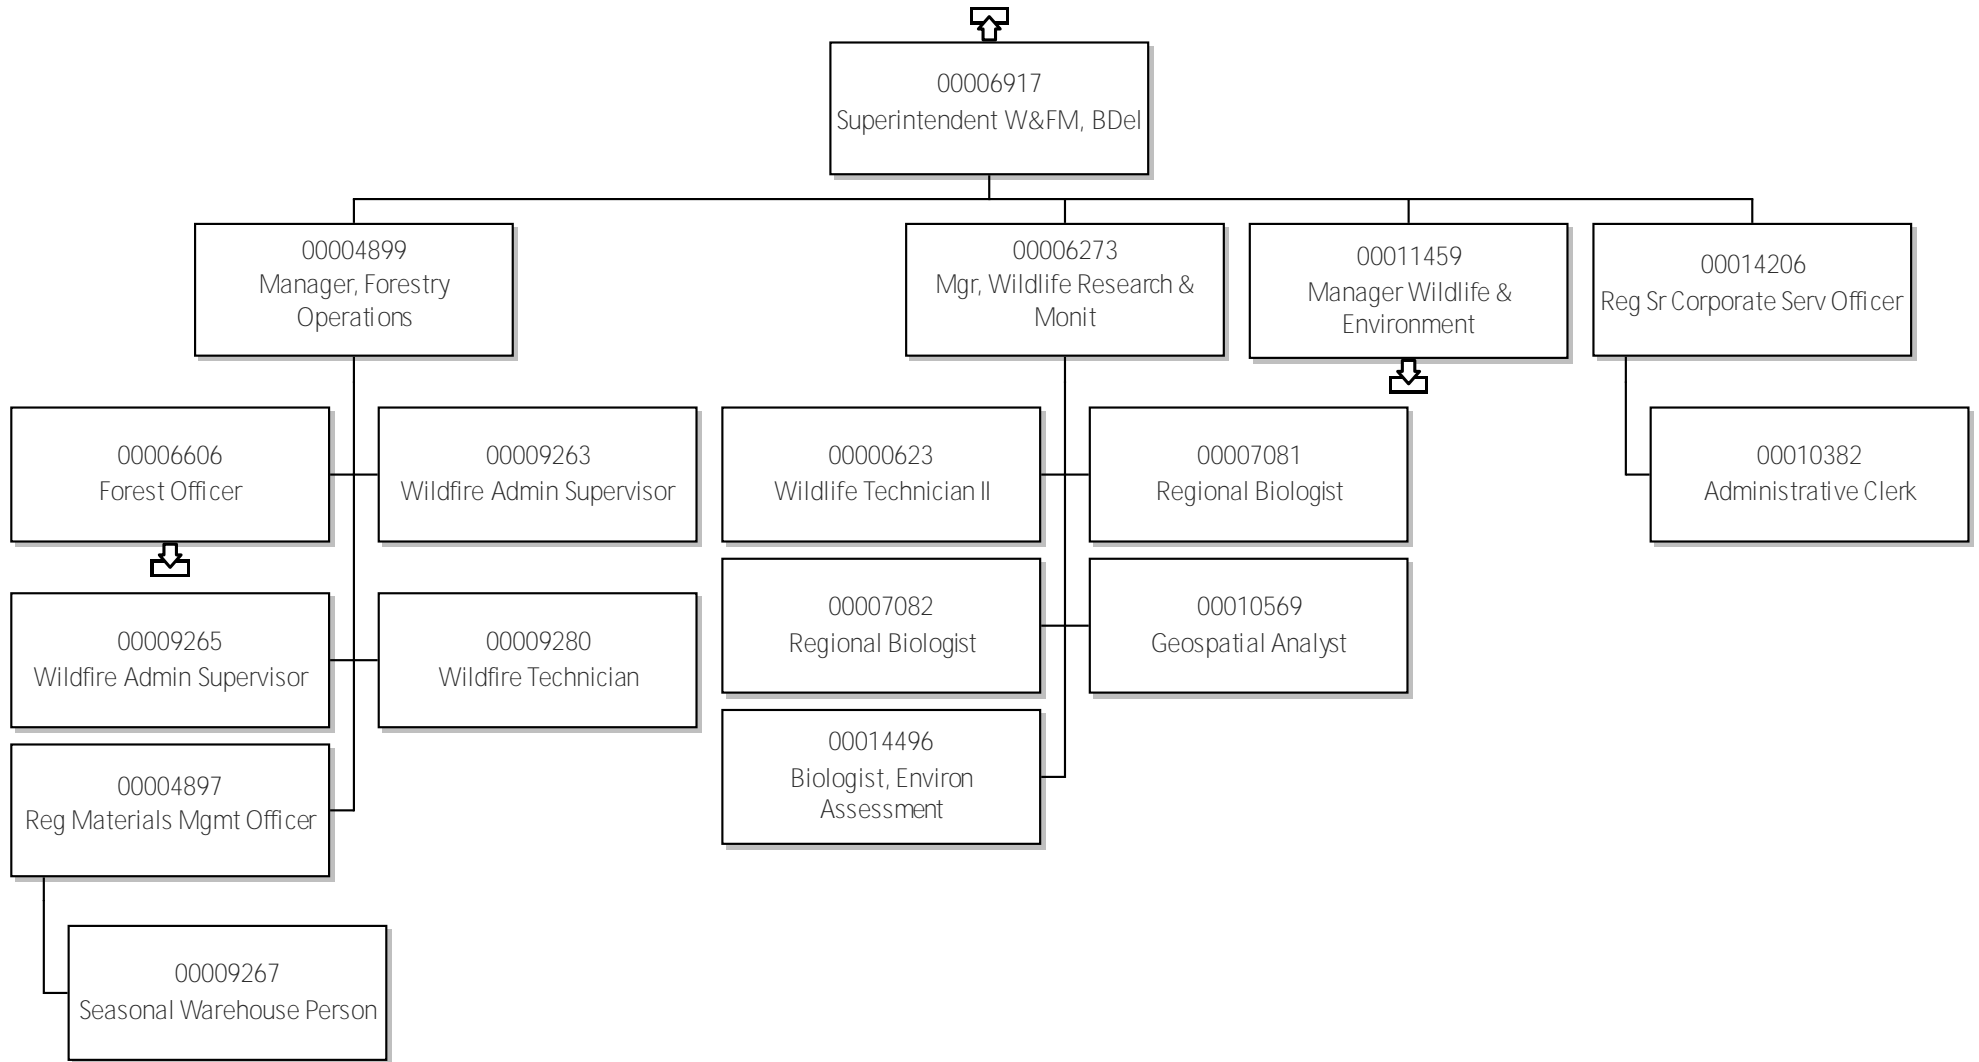 00006917
Superintendent W&FM, BDel
00004899
Manager, Forestry
Operations
00006273
Mgr, Wildlife Research &
Monit
00011459
Manager Wildlife &
Environment
00014206
Reg Sr Corporate Serv Officer
00006606
Forest Officer
00009263
Wildfire Admin Supervisor
00000623
Wildlife Technician II
00007081
Regional Biologist
00010382
Administrative Clerk
00009265
Wildfire Admin Supervisor
00009280
Wildfire Technician
00007082
Regional Biologist
00010569
Geospatial Analyst
00004897
Reg Materials Mgmt Officer
00014496
Biologist, Environ
Assessment
00009267
Seasonal Warehouse Person